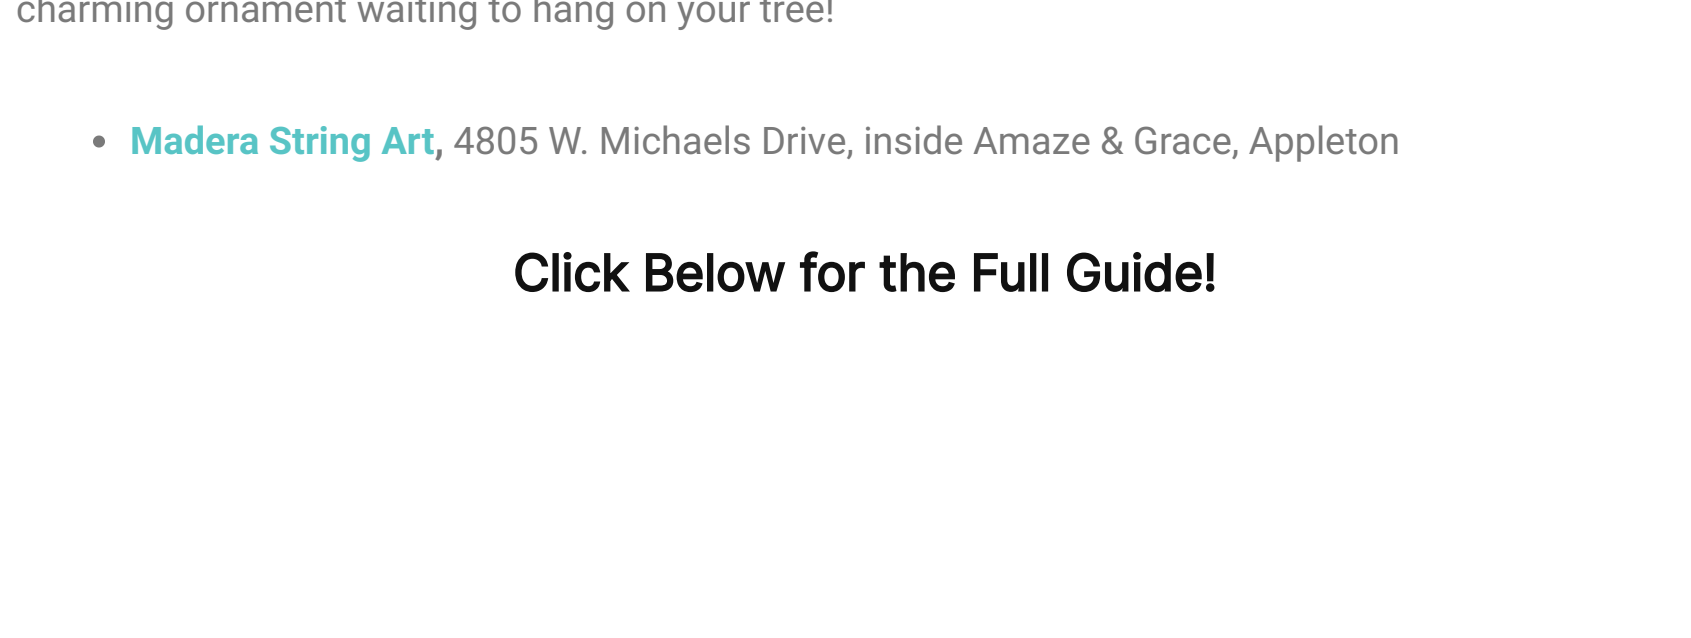 charming ornament waiting to hang on your tree!
• Madera String Art, 4805 W. Michaels Drive, inside Amaze & Grace, Appleton
Click Below for the Full Guide!